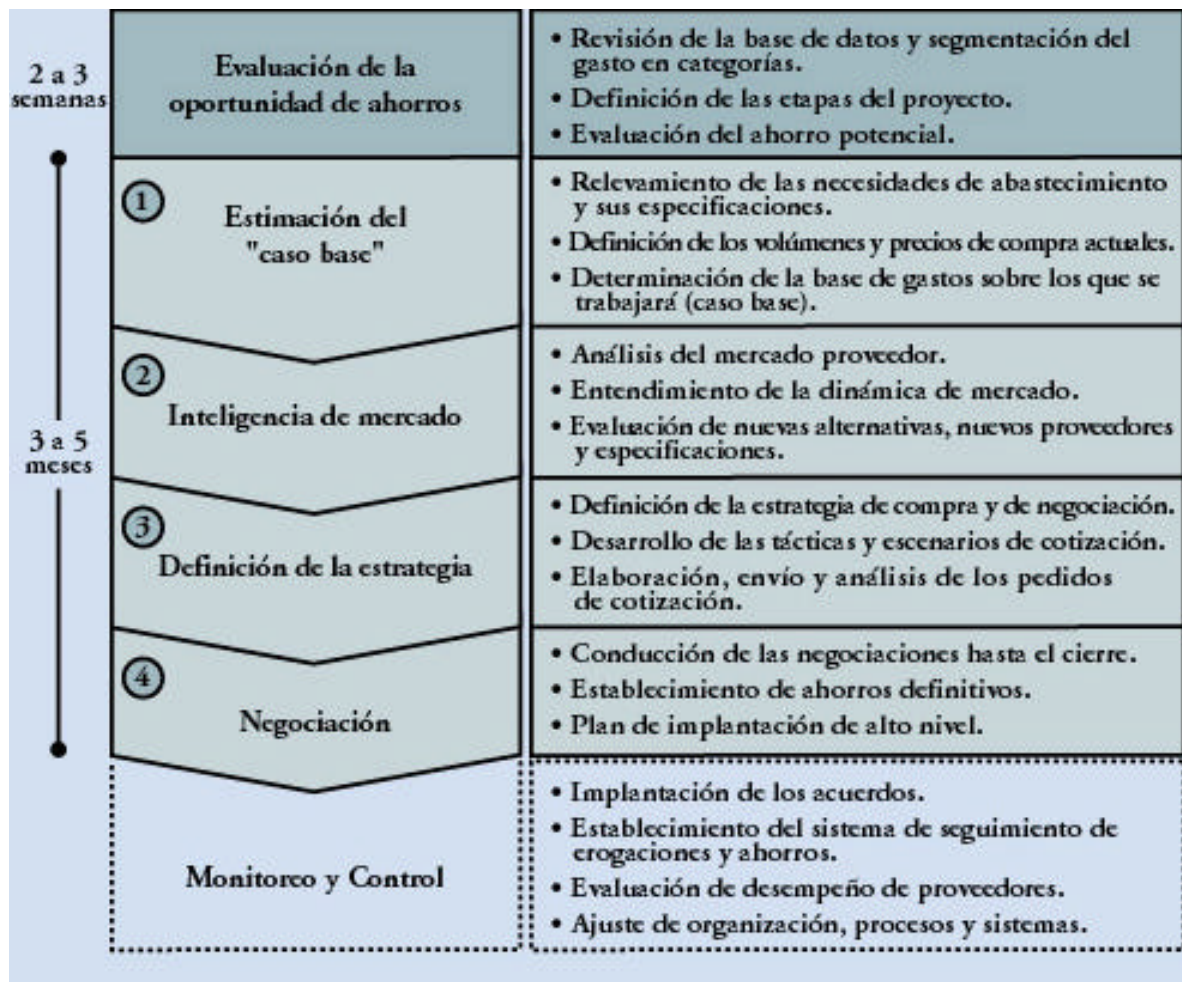 2 a 3
semanas
Evaluación de la
oportunidad de ahorros
• Revisión de la base de datos y segmentación del
gasto en categorías.
• Definición de las etapas del proyecto.
• Evaluación del ahorro potencial.
3 a 5
meses
1
Estimación del
"caso base"
• Relevamiento de las necesidades de abastecimiento
y sus especificaciones.
• Definición de los volúmenes y precios de compra actuales.
• Determinación de la base de gastos sobre los que se
trabajará (caso base).
2
Inteligencia de mercado
• Análisis del mercado proveedor.
• Entendimiento de la dinámica de mercado.
• Evaluación de nuevas alternativas, nuevos proveedores
y especificaciones.
3
Definición de la estrategia
• Definición de la estrategia de compra y de negociación.
• Desarrollo de las tácticas y escenarios de cotización.
• Elaboración, envío y análisis de los pedidos
de cotización.
4
Negociación
• Conducción de las negociaciones hasta el cierre.
• Establecimiento de ahorros definitivos.
• Plan de implantación de alto nivel.
Monitoreo y Control
• Implantación de los acuerdos.
• Establecimiento del sistema de seguimiento de
erogaciones y ahorros.
• Evaluación de desempeño de proveedores.
• Ajuste de organización, procesos y sistemas.